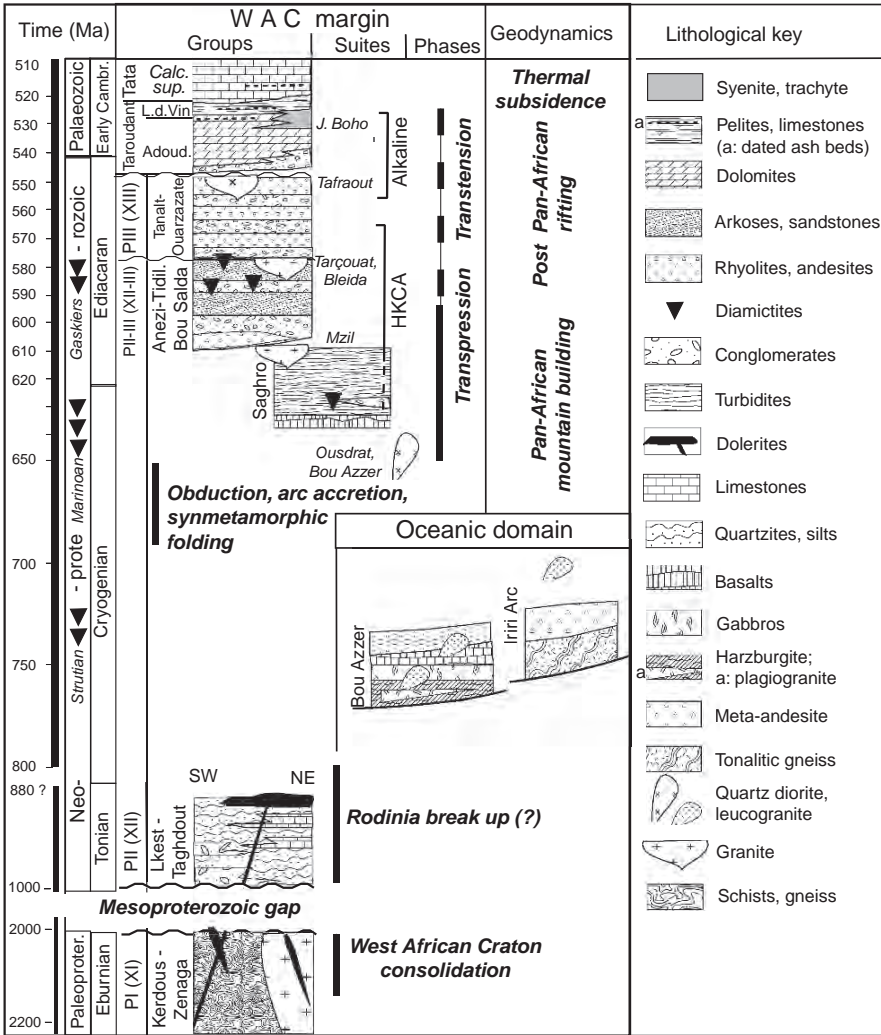 Time (Ma)
WAC margin
Groups
Suites
Phases
Geodynamics
Lithological key
510
520
530
540
550
560
570
580
590
600
610
620
650
700
750
800
880 ?
1000
2000
2200
Palaeozoic
Early Cambr.
Neo-
- prote
- rozoic
Ediacaran
Cryogenian
Tonian
Paleoproter.
Eburnian
Gaskiers
Marinoan
Strutian
Taroudant
Tata
Calc.
sup.
L.d.Vin
Adoud.
PIII (XIII)
Tanalt-
Ouarzazate
PII-III (XII-III)
Anezi-Tidil.
Bou Salda
Saghro
J. Boho
Tafraout
Tarçouat,
Bleida
Mzil
Ousdrat,
Bou Azzer
Alkaline
HKCA
Transtension
Transpression
Thermal
subsidence
Post Pan-African
rifting
Pan-African
mountain building
Obduction, arc accretion,
synmetamorphic
folding
Oceanic domain
Bou Azzer
Iriri Arc
SW
NE
PII (XII)
Lkest -
Taghdout
Rodinia break up (?)
Mesoproterozoic gap
PI (XI)
Kerdous -
Zenaga
West African Craton
consolidation
Syenite, trachyte
a
Pelites, limestones
(a: dated ash beds)
Dolomites
Arkoses, sandstones
Rhyolites, andesites
Diamictites
Conglomerates
Turbidites
Dolerites
Limestones
Quartzites, silts
Basalts
Gabbros
a
Harzburgite;
a: plagiogranite
Meta-andesite
Tonalitic gneiss
Quartz diorite,
leucogranite
Granite
Schists, gneiss